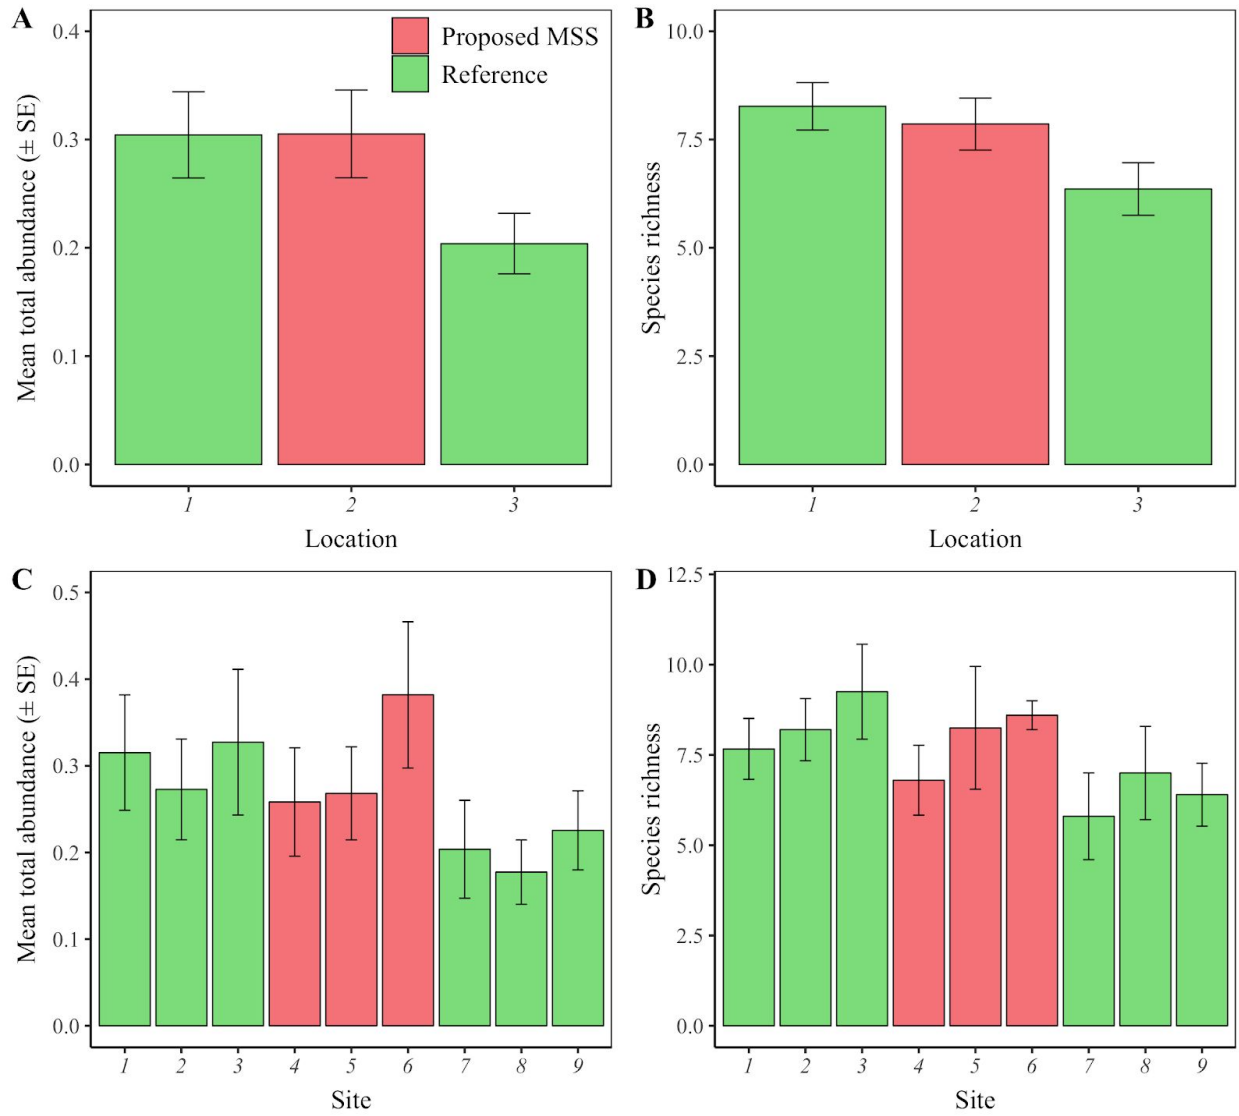 A
Mean total abundance (± SE)
0.4
0.3
0.2
0.1
0.0
Proposed MSS
Reference
1 2 3
Location
B
Species richness
10.0
7.5
5.0
2.5
0.0
1 2 3
Location
C
Mean total abundance (± SE)
0.5
0.4
0.3
0.2
0.1
0.0
1 2 3 4 5 6 7 8 9
Site
D
Species richness
12.5
10.0
7.5
5.0
2.5
0.0
1 2 3 4 5 6 7 8 9
Site